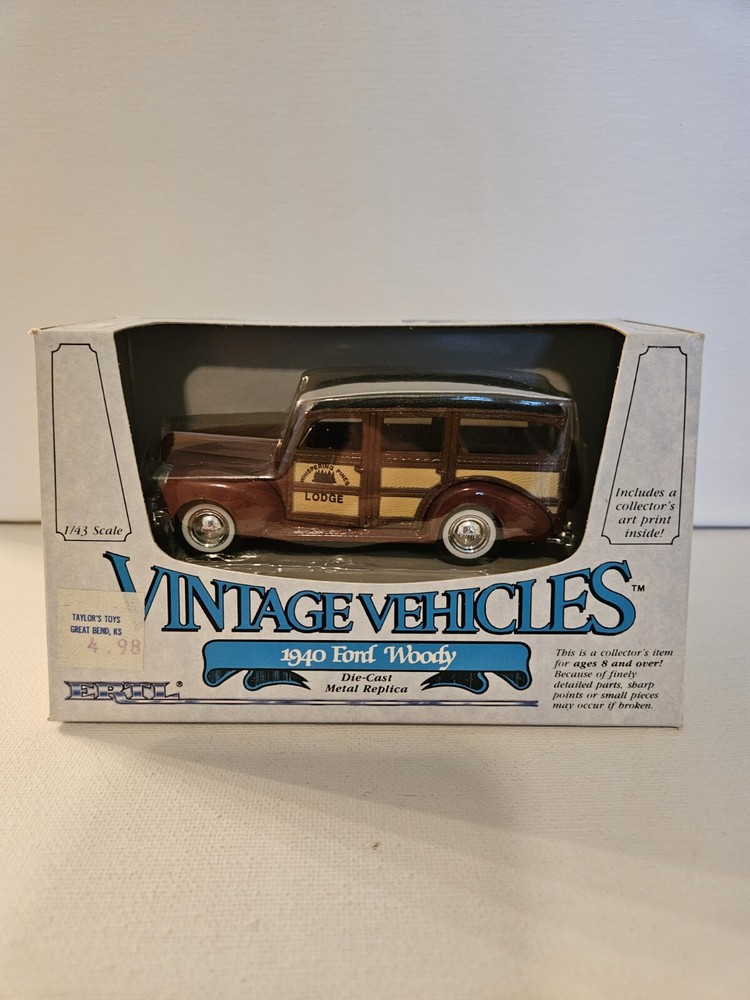 WHISPERING PINES
LODGE
1/43 Scale
Includes a
collector's
art print
inside!
VINTAGE VEHICLES™
TAYLOR'S TOYS
GREAT BEND, KS
4.98
1940 Ford Woody
Die-Cast
Metal Replica
ERTL®
This is a collector's item
for ages 8 and over!
Because of finely
detailed parts, sharp
points or small pieces
may occur if broken.